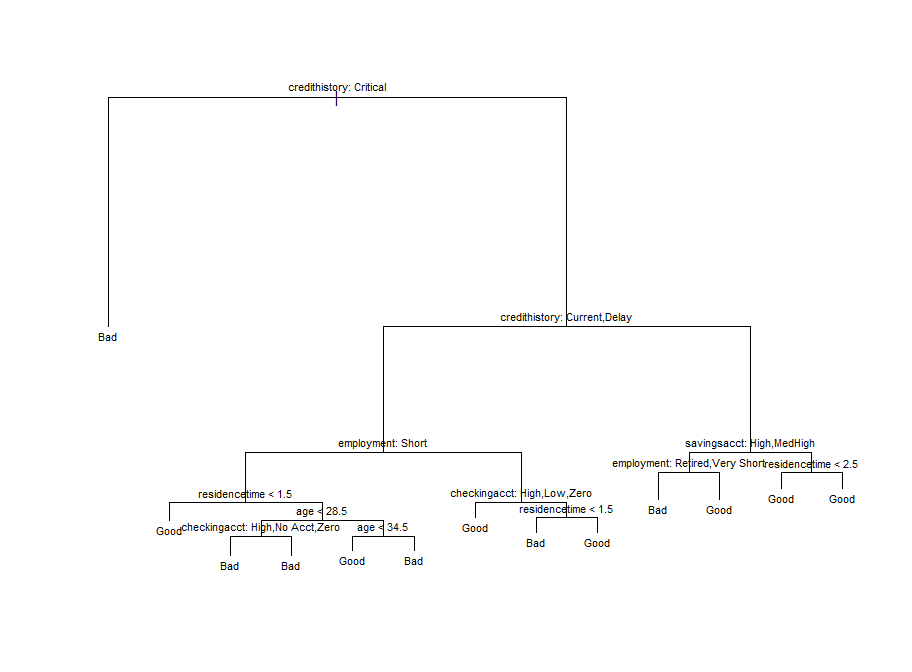 credithistory: Critical
Bad
credithistory: Current,Delay
employment: Short
savingsacct: High,MedHigh
employment: Retired,Very Short
residencetime < 2.5
residencetime < 1.5
checkingacct: High,Low,Zero
Bad
Good
Good
Good
age < 28.5
residencetime < 1.5
Good
checkingacct: High,No Acct,Zero
age < 34.5
Good
Bad
Good
Bad
Bad
Good
Bad